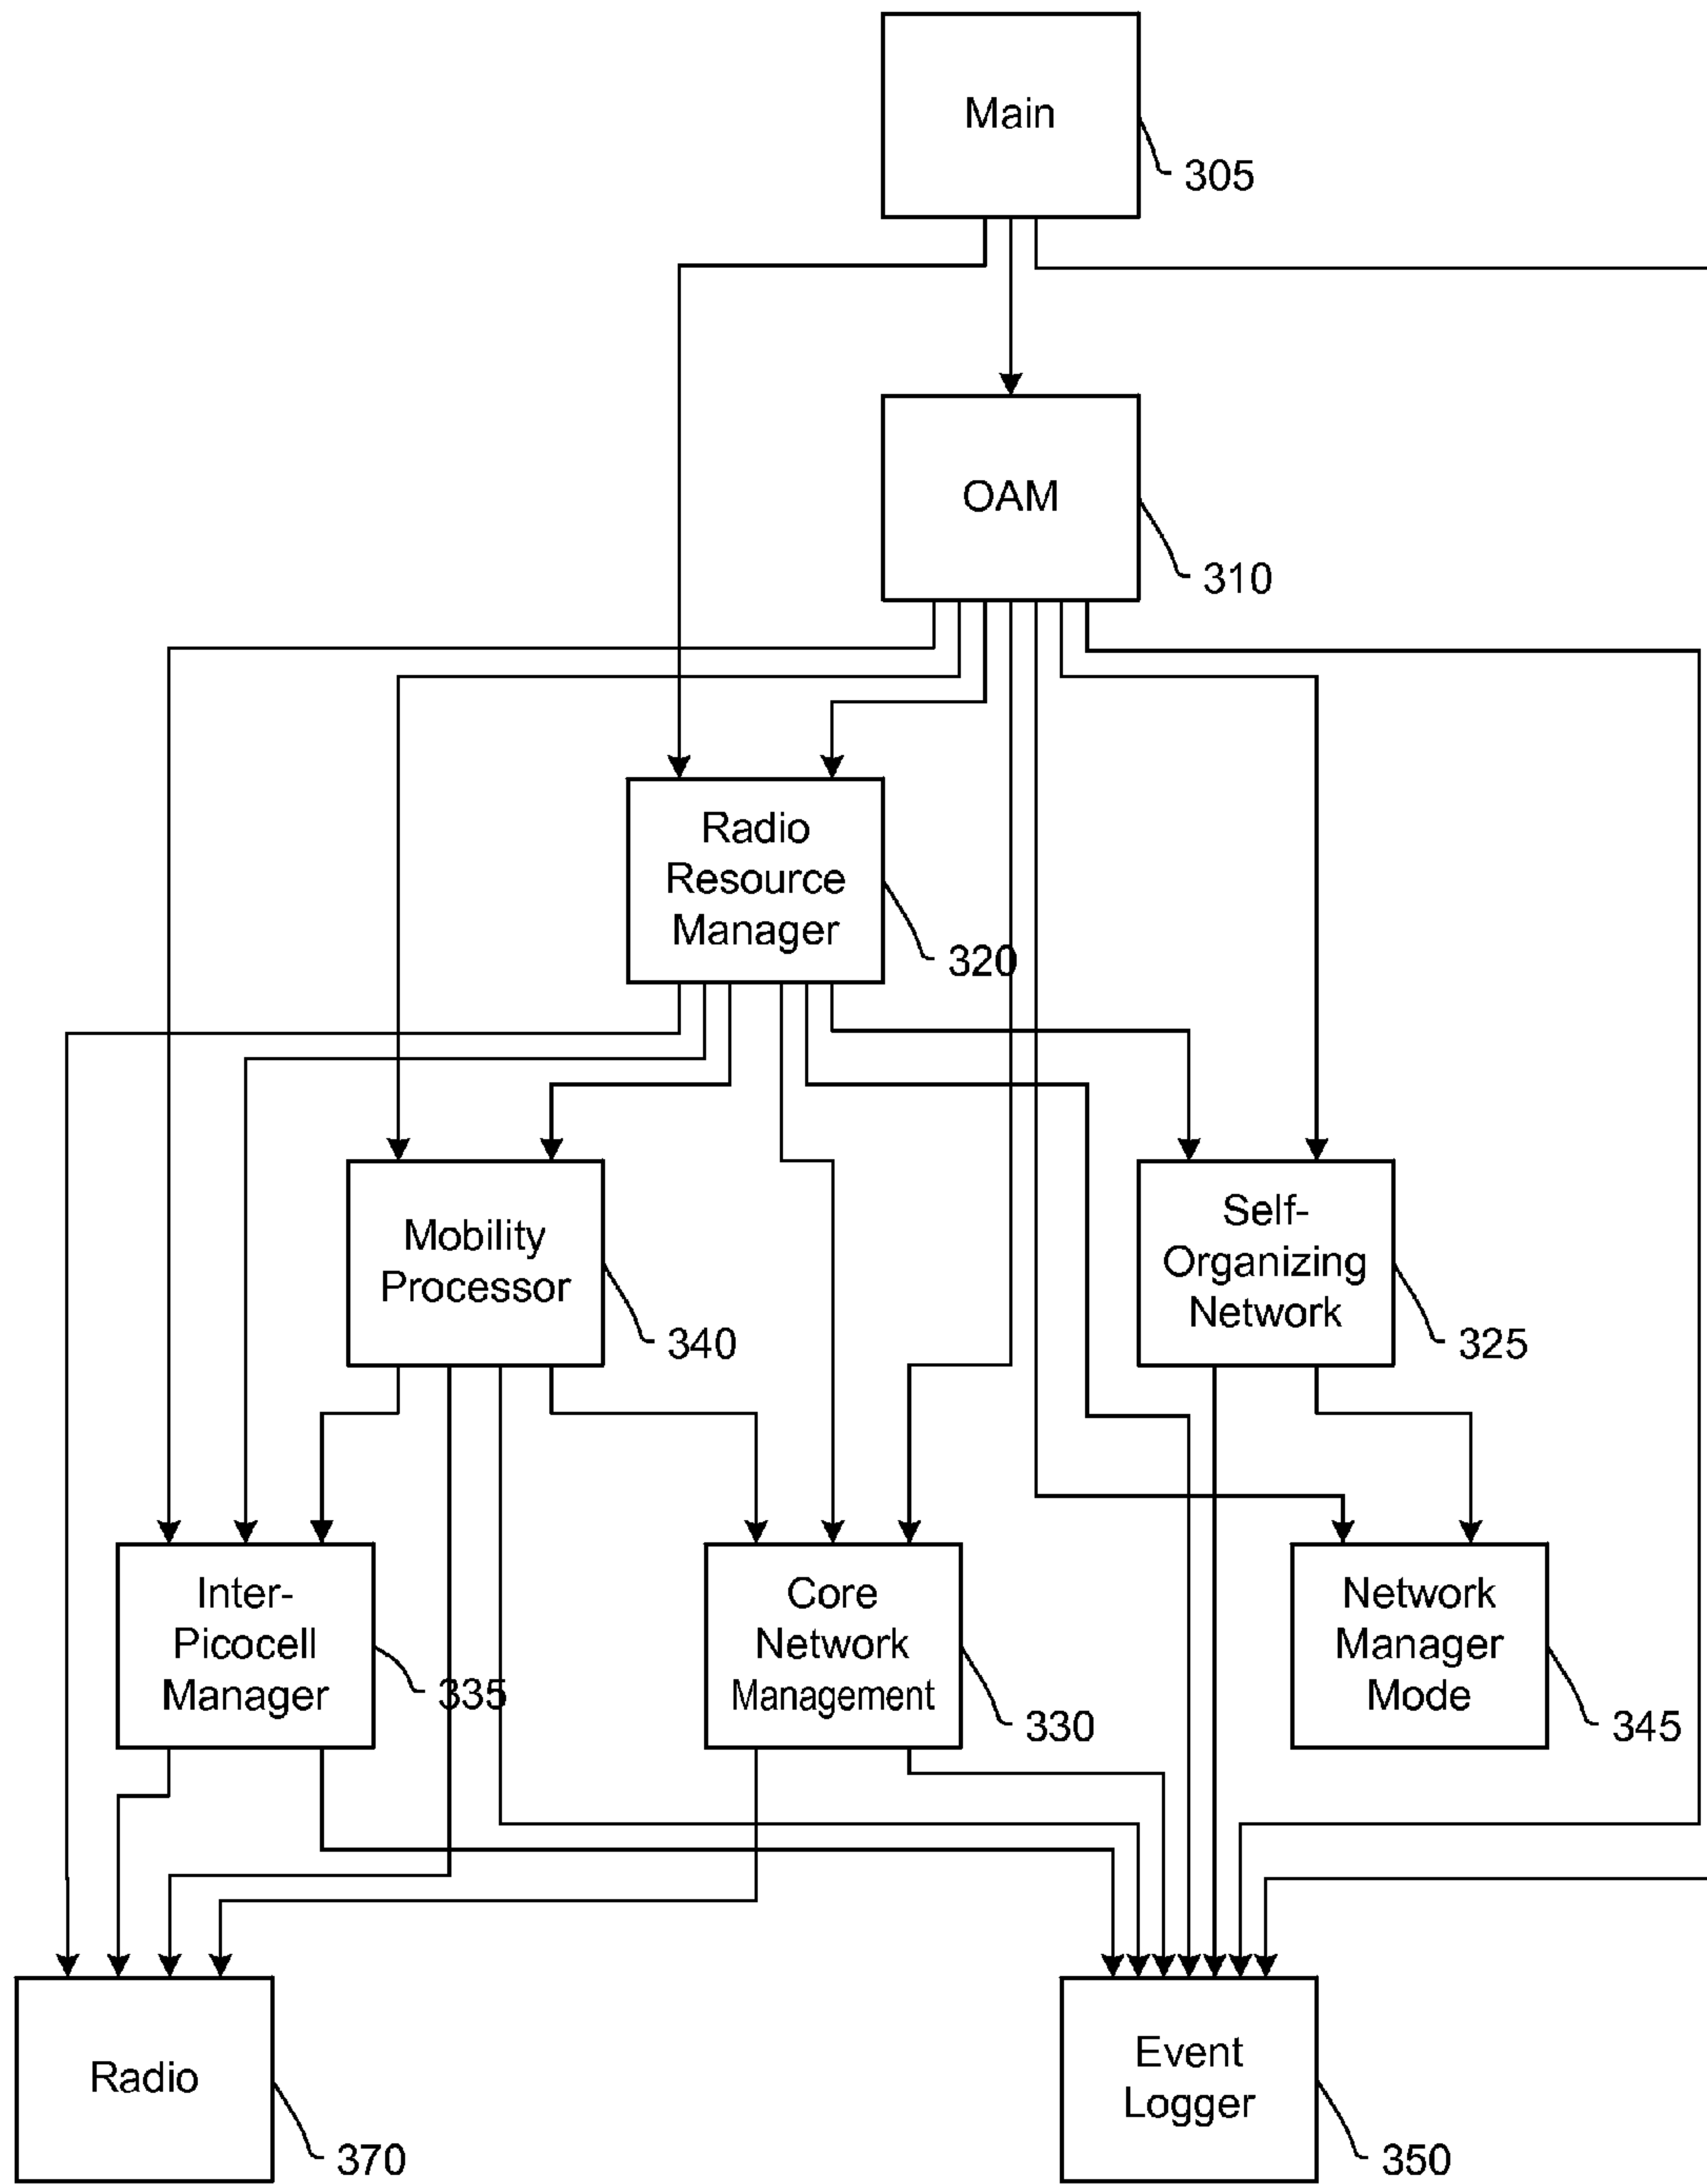 Main
305
OAM
310
Radio
Resource
Manager
320
Mobility
Processor
340
Self-
Organizing
Network
325
Inter-
Picocell
Manager
335
Core
Network
Management
330
Network
Manager
Mode
345
Radio
370
Event
Logger
350